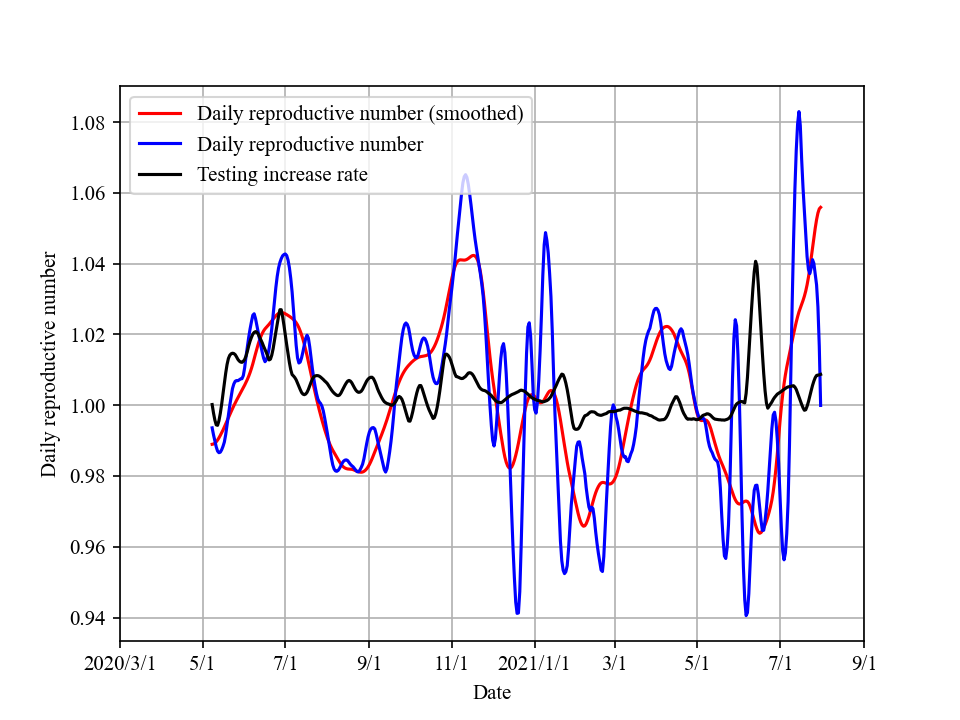 Daily reproductive number (smoothed)
Daily reproductive number
Testing increase rate
Daily reproductive number
1.08
1.06
1.04
1.02
1.00
0.98
0.96
0.94
2020/3/1 5/1 7/1 9/1 11/1 2021/1/1 3/1 5/1 7/1 9/1
Date